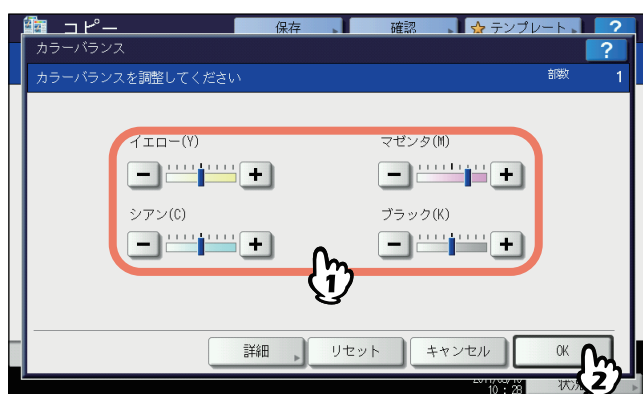 コピー 保存 確認 テンプレート ?
カラーバランス ?
カラーバランスを調整してください 部数 1
イエロー(Y) マゼンタ(M)
− + − +
シアン(C) ブラック(K)
− + − +
1
詳細 リセット キャンセル OK
2
10:28